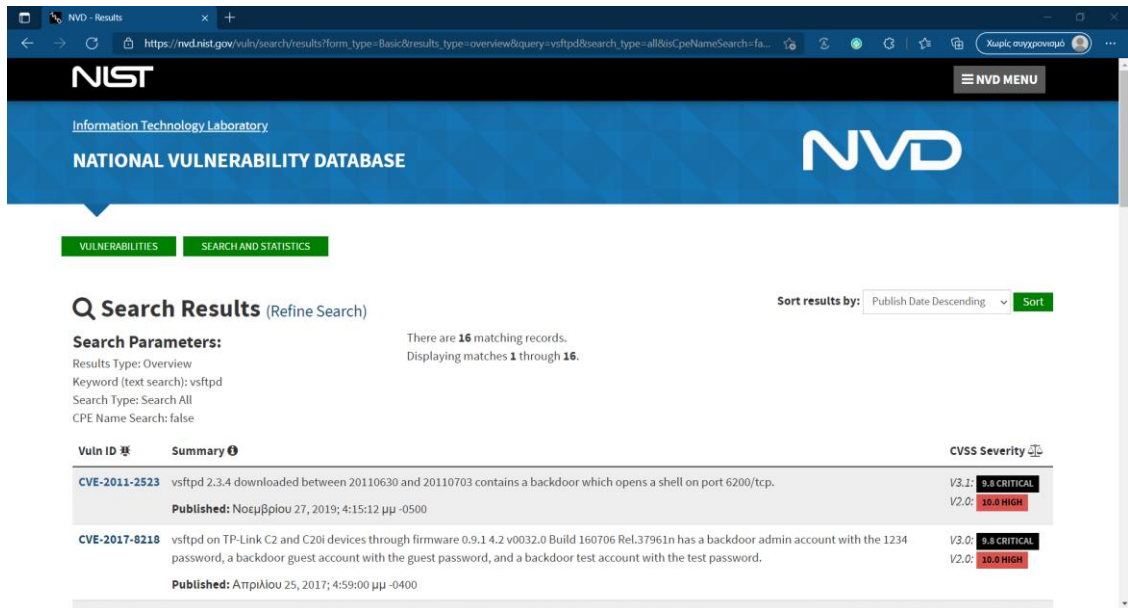 NVD - Results
https://nvd.nist.gov/vuln/search/results?form_type=Basic&results_type=overview&query=vsftpd&search_type=all&isCpeNameSearch=fa...
Χωρίς συγχρονισμό
NIST
NVD MENU
Information Technology Laboratory
NATIONAL VULNERABILITY DATABASE
NVD
VULNERABILITIES
SEARCH AND STATISTICS
Search Results (Refine Search)
Sort results by: Publish Date Descending Sort
Search Parameters:
Results Type: Overview
Keyword (text search): vsftpd
Search Type: Search All
CPE Name Search: false
There are 16 matching records.
Displaying matches 1 through 16.
Vuln ID Summary CVSS Severity
CVE-2011-2523 vsftpd 2.3.4 downloaded between 20110630 and 20110703 contains a backdoor which opens a shell on port 6200/tcp.
Published: Νοεμβρίου 27, 2019; 4:15:12 μμ -0500
V3.1: 9.8 CRITICAL
V2.0: 10.0 HIGH
CVE-2017-8218 vsftpd on TP-Link C2 and C20i devices through firmware 0.9.1 4.2 v0032.0 Build 160706 Rel.37961n has a backdoor admin account with the 1234
password, a backdoor guest account with the guest password, and a backdoor test account with the test password.
Published: Απριλίου 25, 2017; 4:59:00 μμ -0400
V3.0: 9.8 CRITICAL
V2.0: 10.0 HIGH